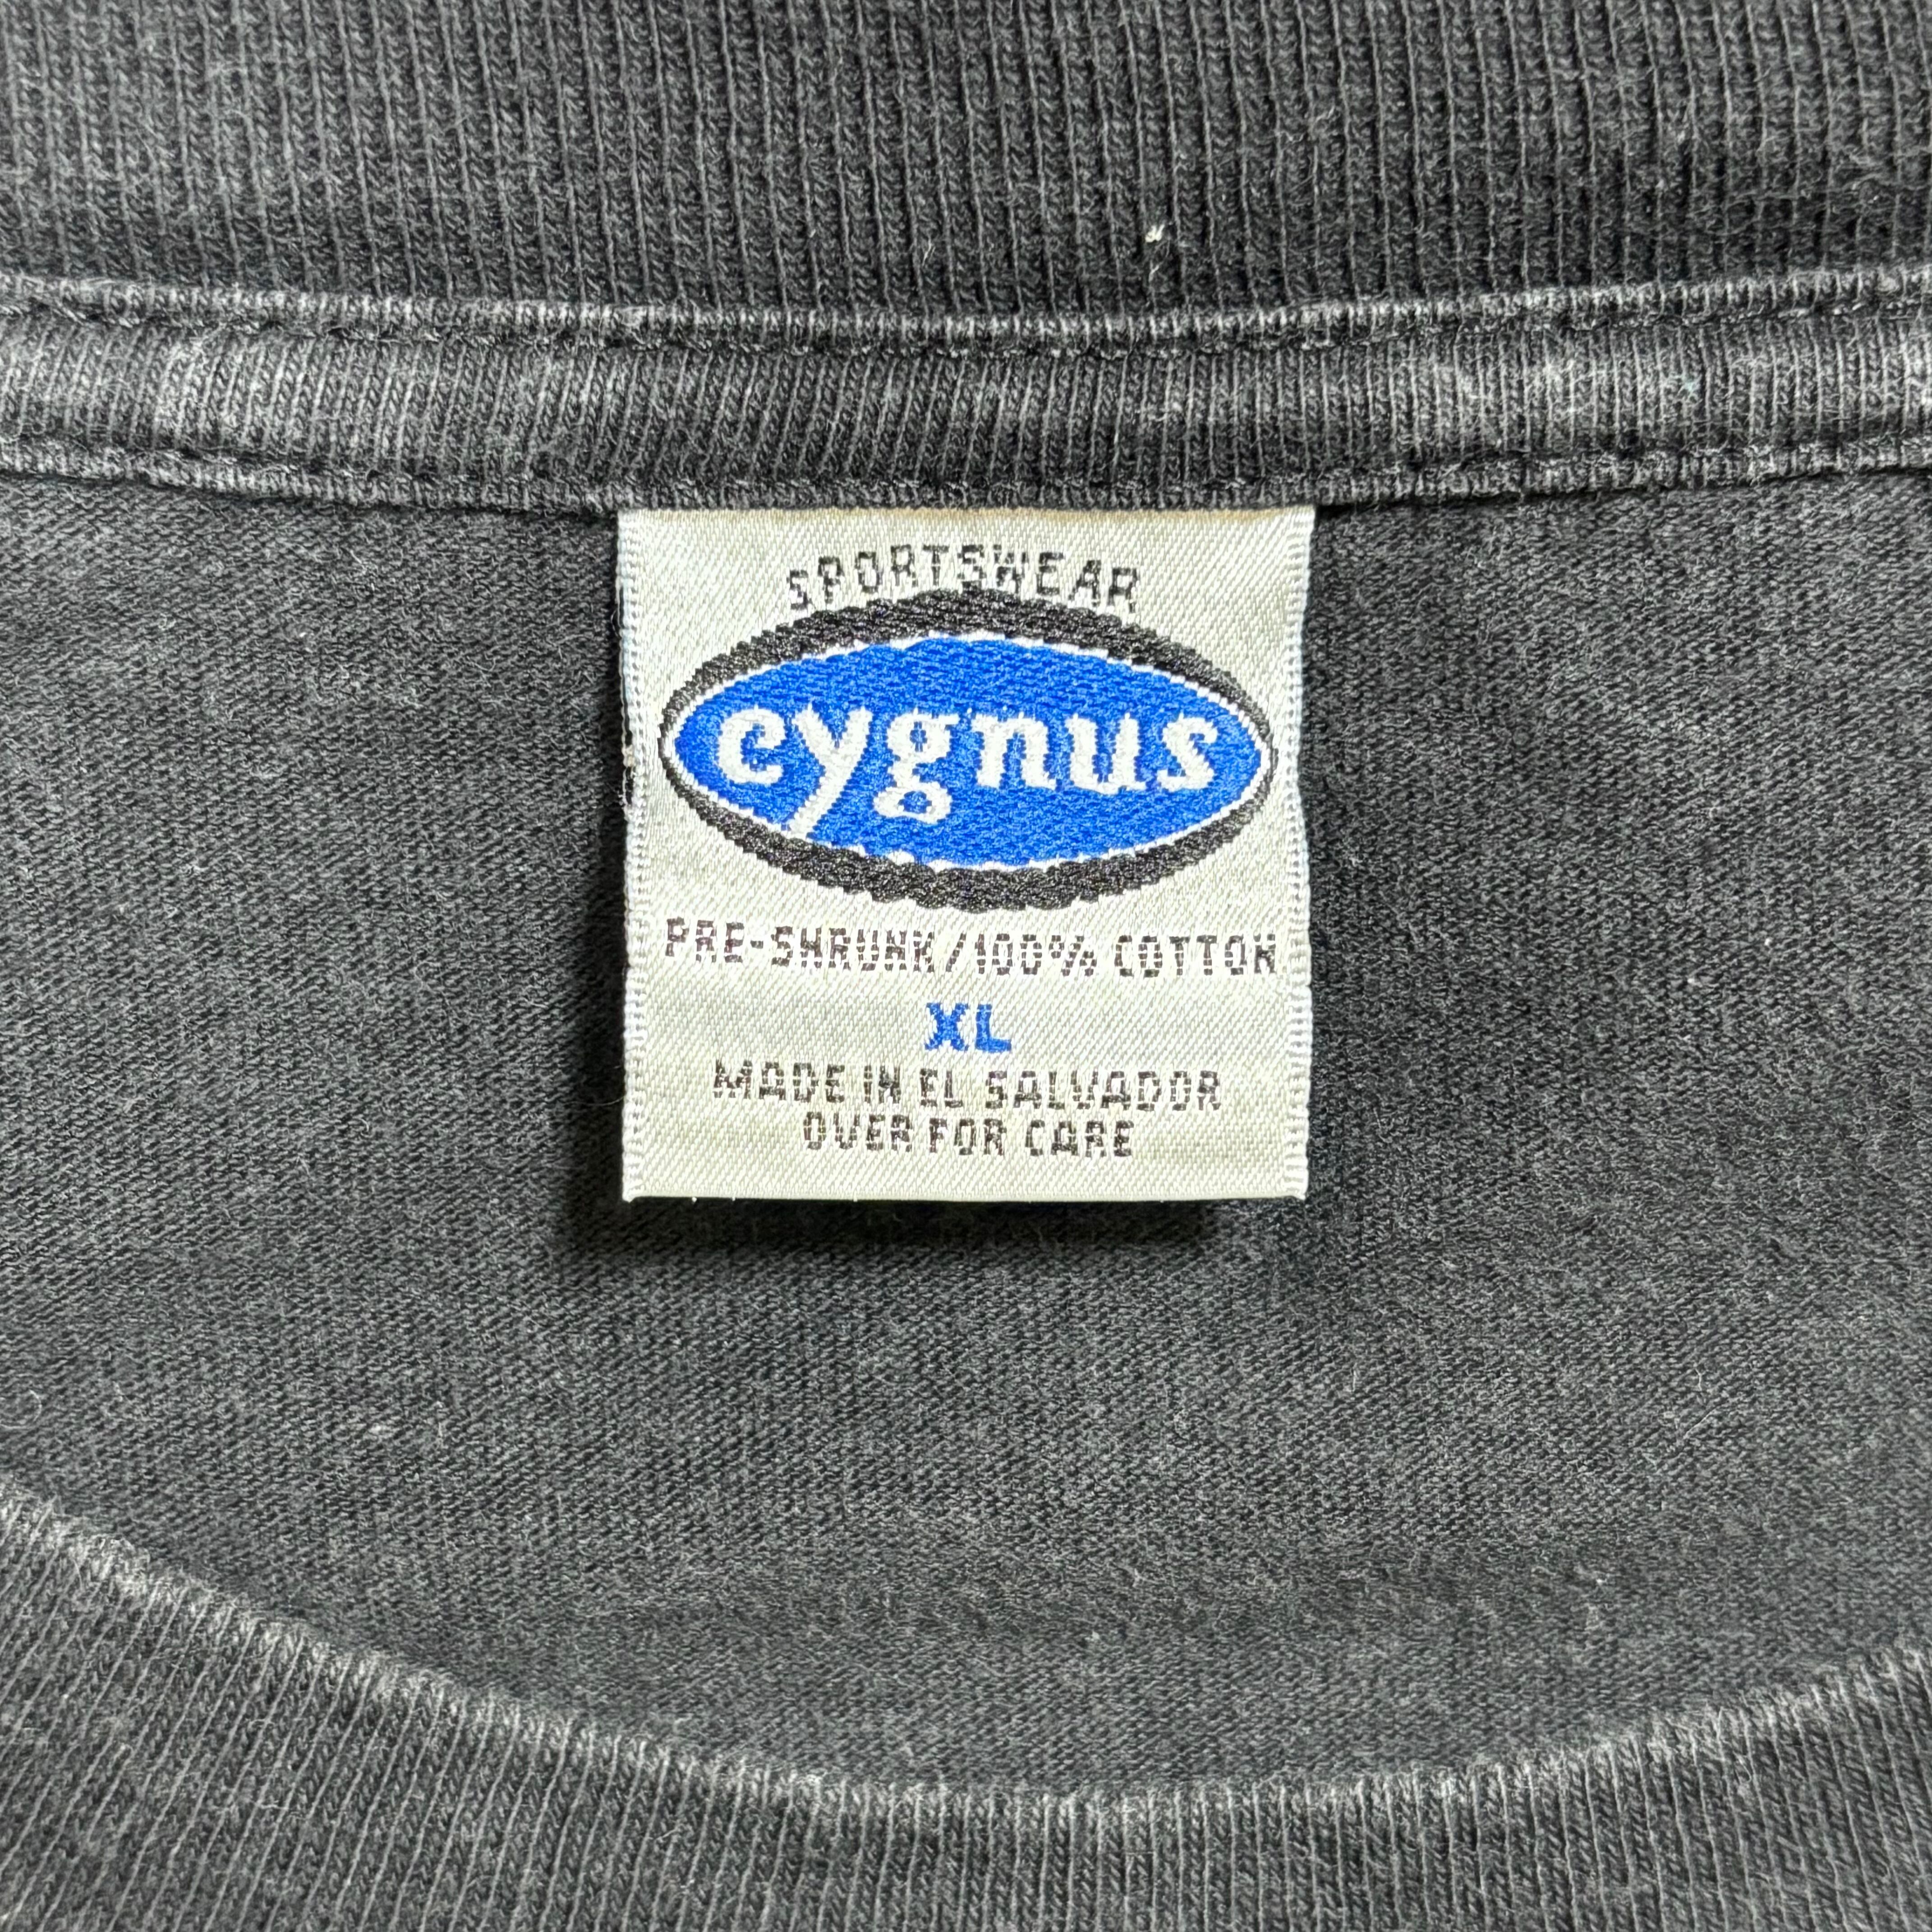 SPORTSWEAR
cygnus
PRE-SHRUNK/100% COTTON
XL
MADE IN EL SALVADOR
OVER FOR CARE